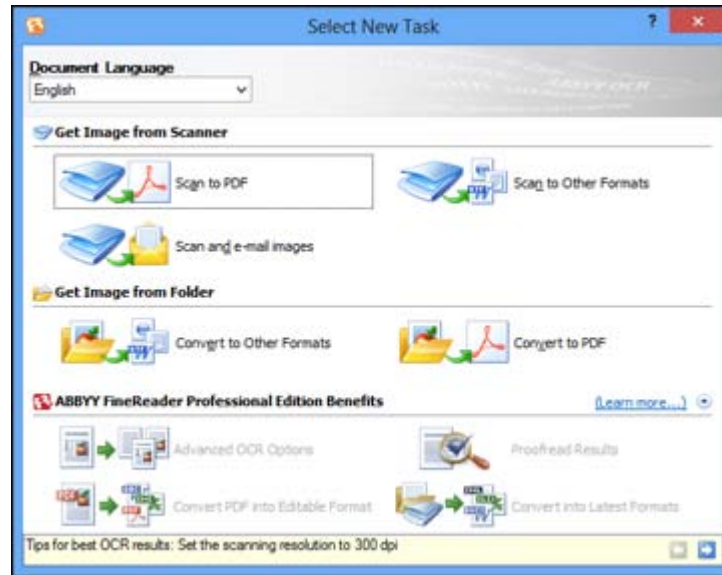 Select New Task
Document Language
English
Get Image from Scanner
Scan to PDF
Scan to Other Formats
Scan and e-mail images
Get Image from Folder
Convert to Other Formats
Convert to PDF
ABBYY FineReader Professional Edition Benefits
(Learn more...)
Advanced OCR Options
Proofread Results
Convert PDF into Editable Format
Convert into Latest Formats
Tips for best OCR results: Set the scanning resolution to 300 dpi